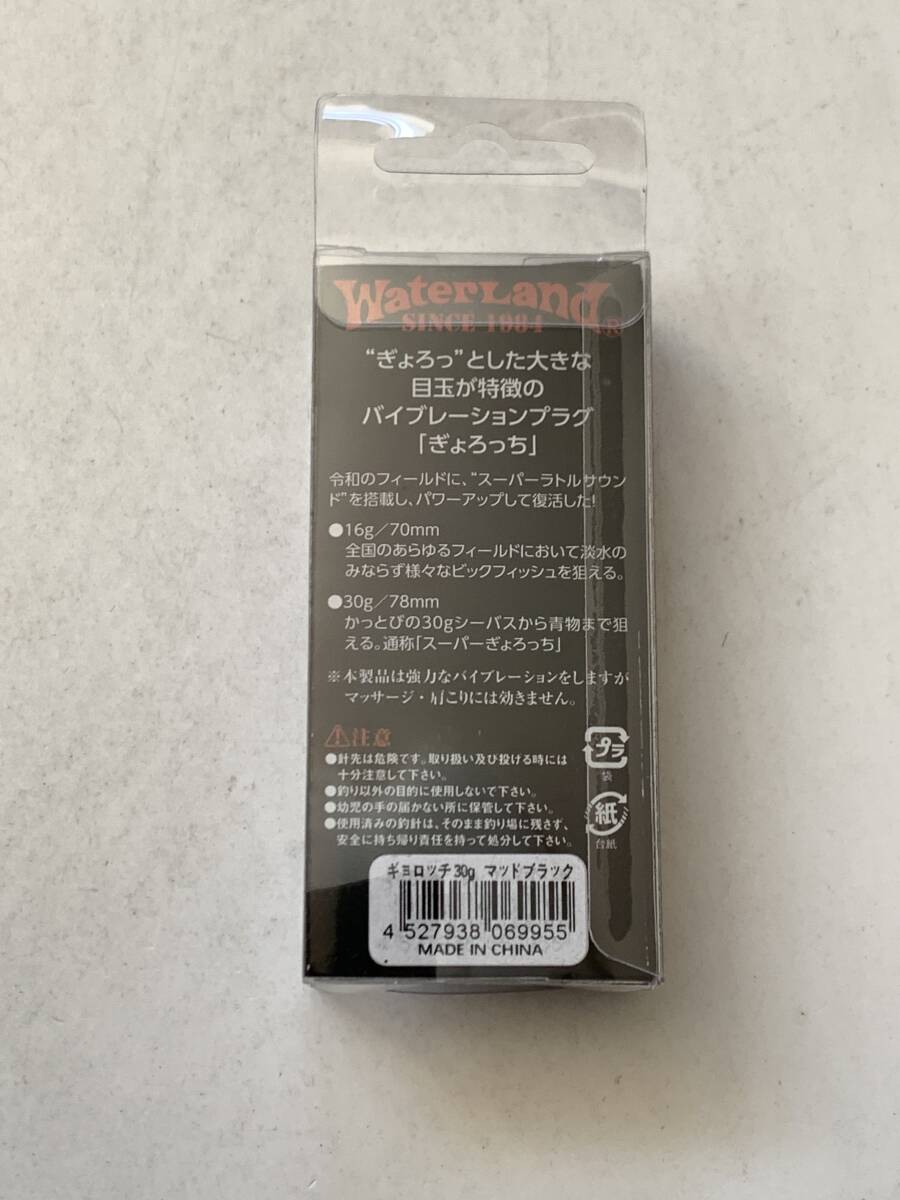 WaterLand®
SINCE 1984
“ぎょろっ”とした大きな
目玉が特徴の
バイブレーションプラグ
「ぎょろっち」
令和のフィールドに、“スーパーラトルサウン
ド”を搭載し、パワーアップして復活した!
●16g／70mm
全国のあらゆるフィールドにおいて淡水の
みならず様々なビックフィッシュを狙える。
●30g／78mm
かっとびの30gシーバスから青物まで狙
える。通称「スーパーぎょろっち」
※本製品は強力なバイブレーションをしますが
マッサージ・肩こりには効きません。
⚠注意
●針先は危険です。取り扱い及び投げる時には
十分注意して下さい。
●釣り以外の目的に使用しないで下さい。
●幼児の手の届かない所に保管して下さい。
●使用済みの釣針は、そのまま釣り場に残さず、
安全に持ち帰り責任を持って処分して下さい。
プラ
袋
紙
台紙
ギョロッチ30g マッドブラック
4 527938 069955
MADE IN CHINA